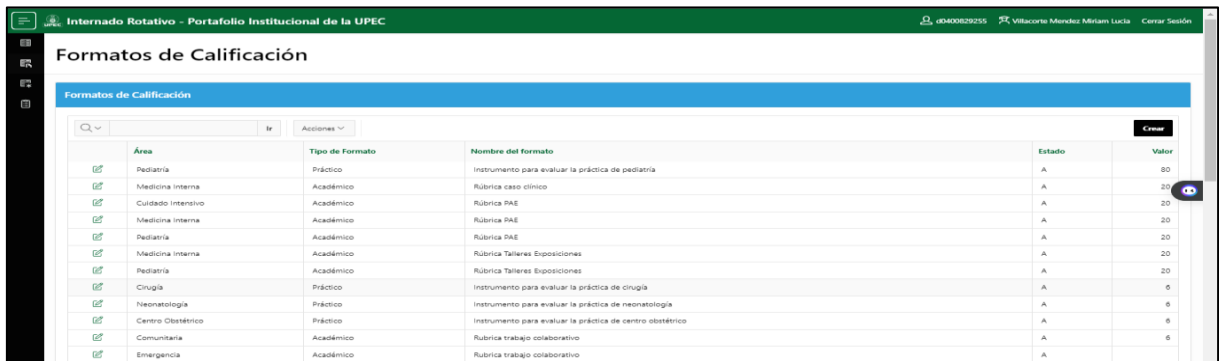 UPEC Internado Rotativo - Portafolio Institucional de la UPEC d0400829255 Villacorte Mendez Miriam Lucia Cerrar Sesión
Formatos de Calificación
Formatos de Calificación
Ir Acciones Crear
Área Tipo de Formato Nombre del formato Estado Valor
Pediatría Práctico Instrumento para evaluar la práctica de pediatría A 80
Medicina Interna Académico Rúbrica caso clínico A 20
Cuidado Intensivo Académico Rúbrica PAE A 20
Medicina Interna Académico Rúbrica PAE A 20
Pediatría Académico Rúbrica PAE A 20
Medicina Interna Académico Rúbrica Talleres Exposiciones A 20
Pediatría Académico Rúbrica Talleres Exposiciones A 20
Cirugía Práctico Instrumento para evaluar la práctica de cirugía A 6
Neonatología Práctico Instrumento para evaluar la práctica de neonatología A 6
Centro Obstétrico Práctico Instrumento para evaluar la práctica de centro obstétrico A 6
Comunitaria Académico Rubrica trabajo colaborativo A 6
Emergencia Académico Rubrica trabajo colaborativo A